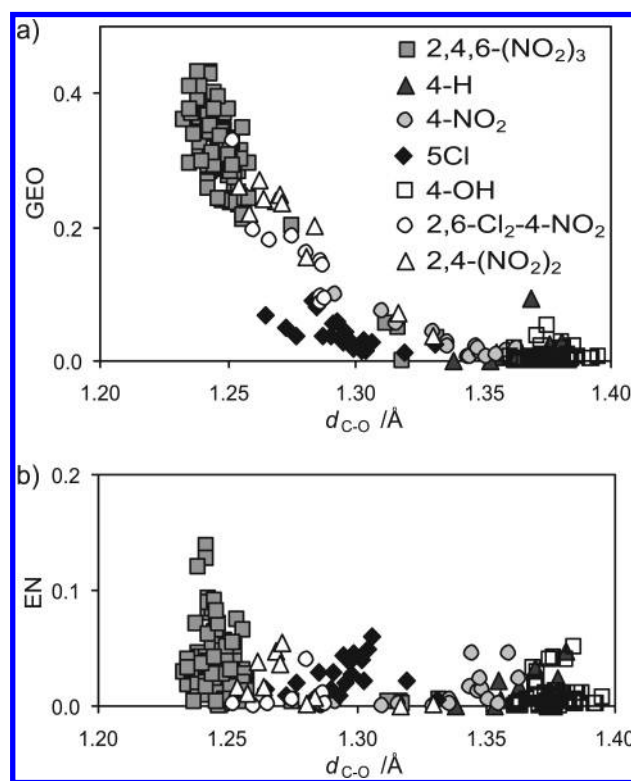 a)
2,4,6-(NO₂)₃
4-H
4-NO₂
5Cl
4-OH
2,6-Cl₂-4-NO₂
2,4-(NO₂)₂
GEO
0.4
0.2
0.0
1.20 1.25 1.30 1.35 1.40
d_C-O /Å
b)
EN
0.2
0.1
0.0
1.20 1.25 1.30 1.35 1.40
d_C-O /Å